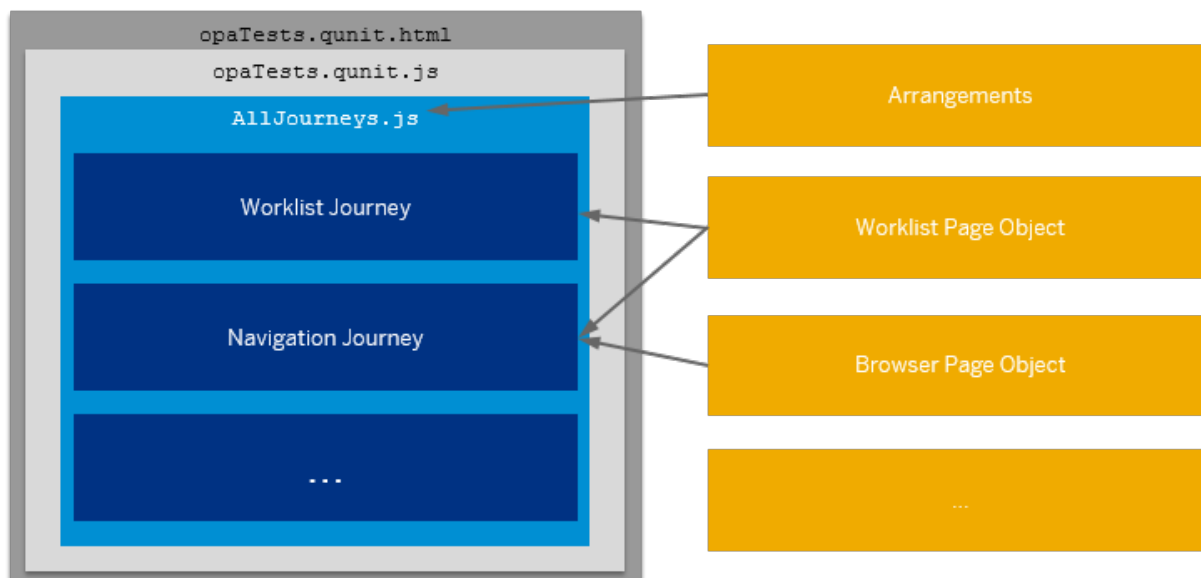 opaTests.qunit.html
opaTests.qunit.js
AllJourneys.js
Worklist Journey
Navigation Journey
...
Arrangements
Worklist Page Object
Browser Page Object
...